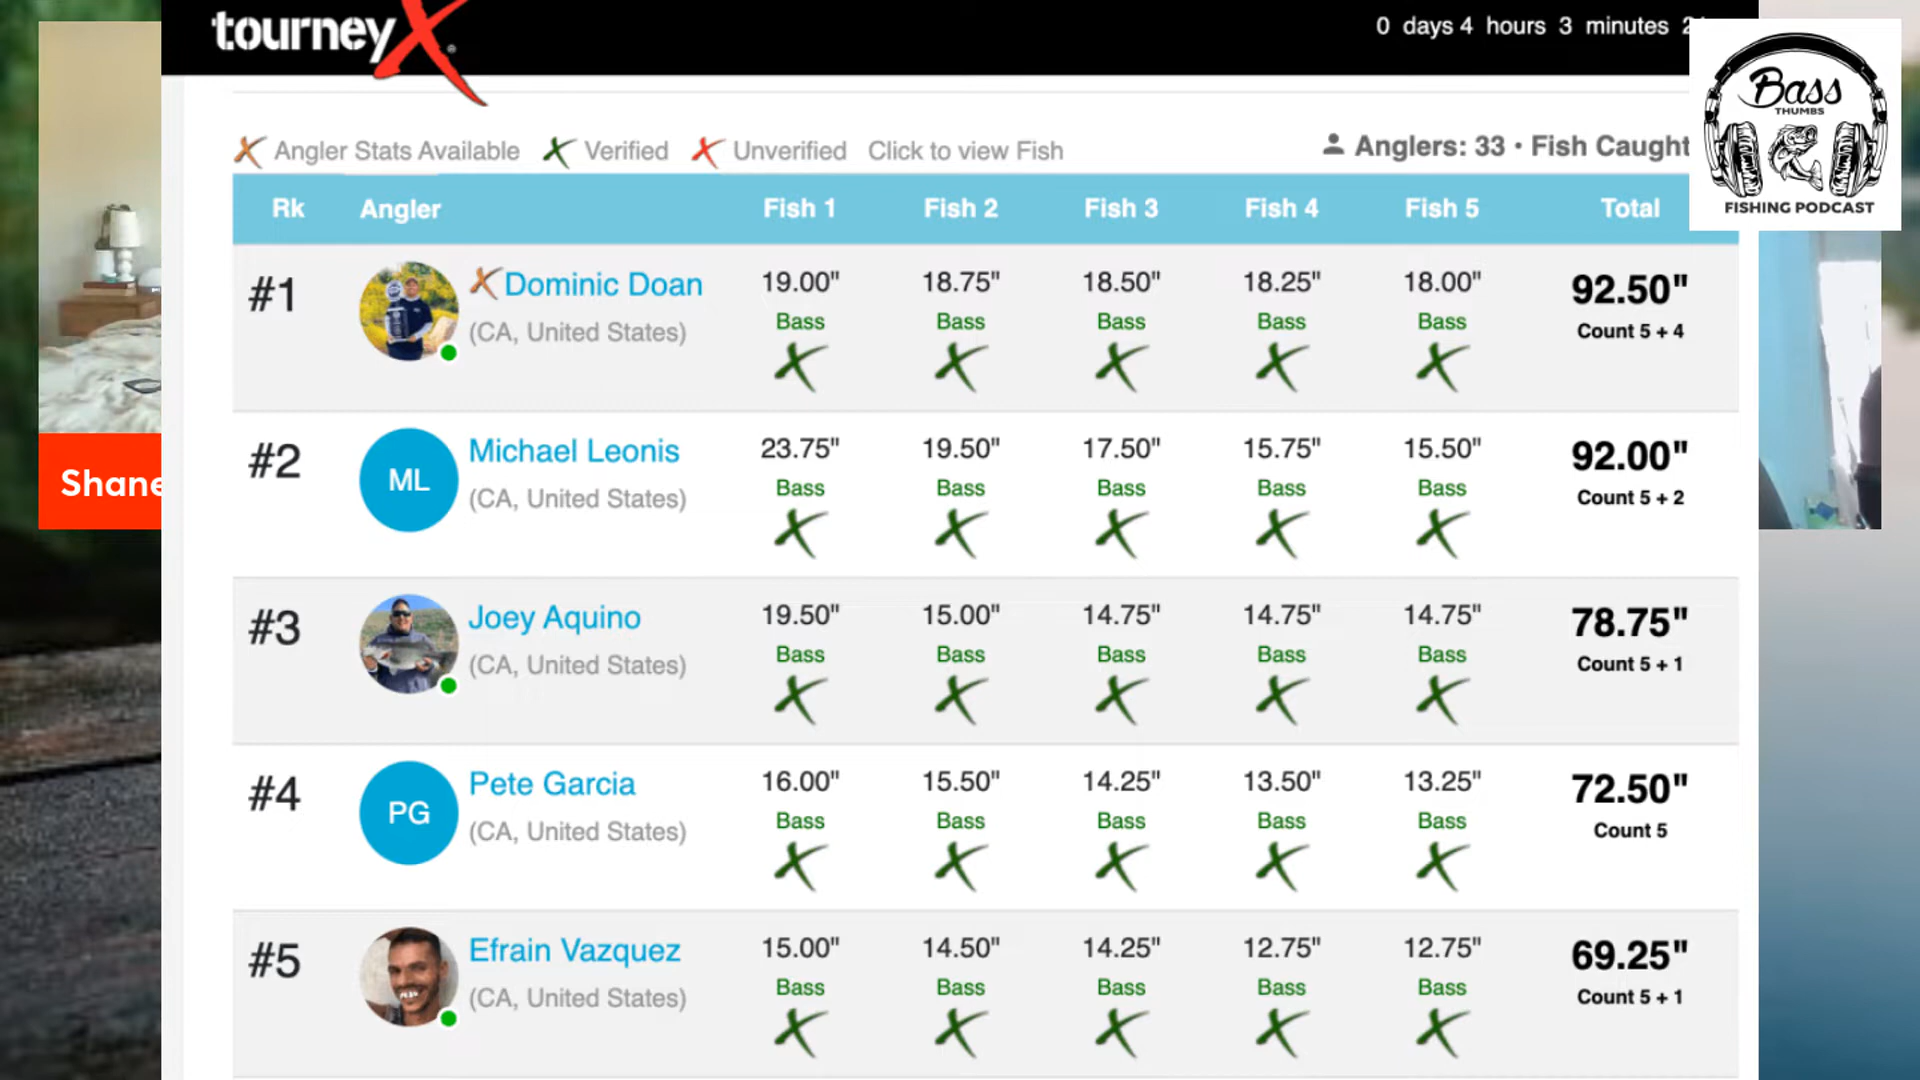 tourneyX
0 days 4 hours 3 minutes
Bass
THUMBS
FISHING PODCAST
Angler Stats Available Verified Unverified Click to view Fish
Anglers: 33 • Fish Caught
Rk Angler Fish 1 Fish 2 Fish 3 Fish 4 Fish 5 Total
#1 Dominic Doan 19.00" 18.75" 18.50" 18.25" 18.00" 92.50"
(CA, United States) Bass Bass Bass Bass Bass Count 5 + 4
#2 ML Michael Leonis 23.75" 19.50" 17.50" 15.75" 15.50" 92.00"
(CA, United States) Bass Bass Bass Bass Bass Count 5 + 2
Shane
#3 Joey Aquino 19.50" 15.00" 14.75" 14.75" 14.75" 78.75"
(CA, United States) Bass Bass Bass Bass Bass Count 5 + 1
#4 PG Pete Garcia 16.00" 15.50" 14.25" 13.50" 13.25" 72.50"
(CA, United States) Bass Bass Bass Bass Bass Count 5
#5 Efrain Vazquez 15.00" 14.50" 14.25" 12.75" 12.75" 69.25"
(CA, United States) Bass Bass Bass Bass Bass Count 5 + 1